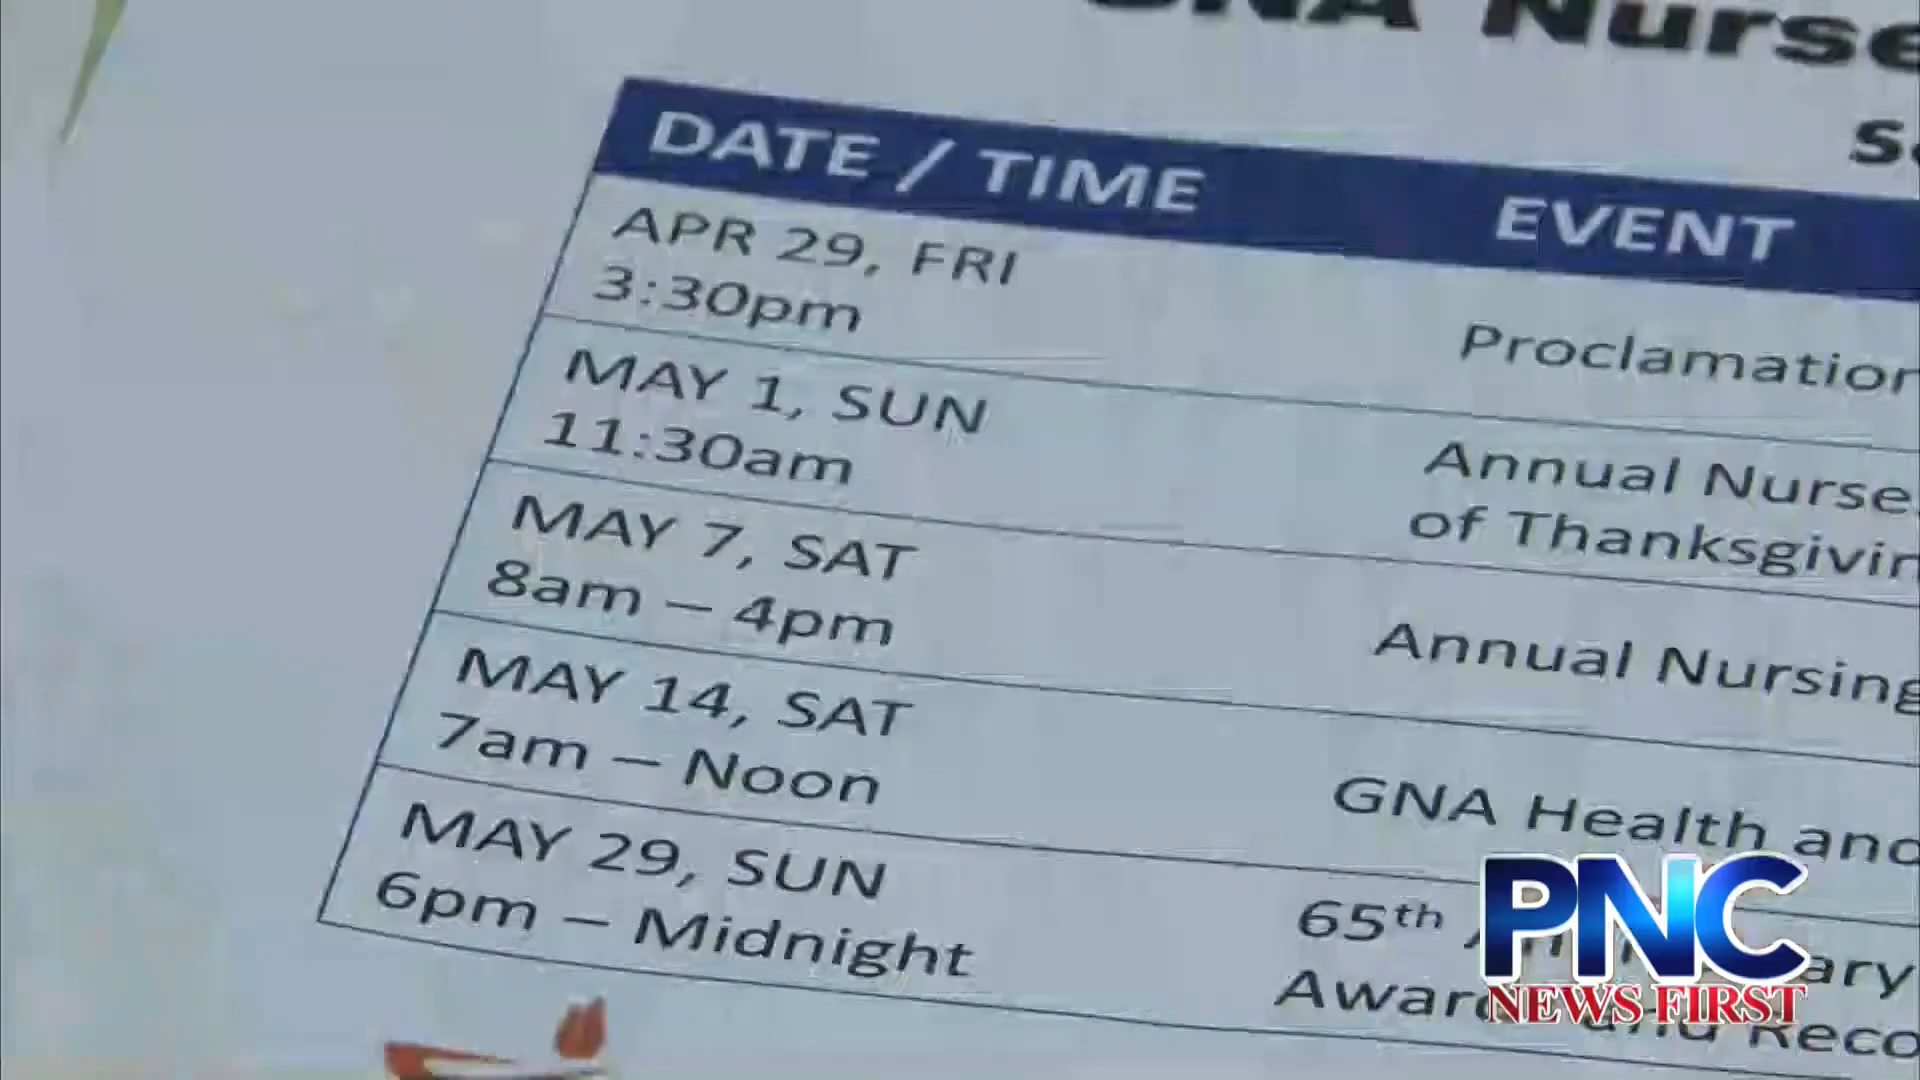 GNA Nurse
DATE / TIME EVENT
APR 29, FRI
3:30pm
Proclamation
MAY 1, SUN
11:30am
Annual Nurse
of Thanksgivin
MAY 7, SAT
8am – 4pm
Annual Nursing
MAY 14, SAT
7am – Noon
GNA Health and
MAY 29, SUN
6pm – Midnight
65th
Award and Reco
PNC
NEWS FIRST